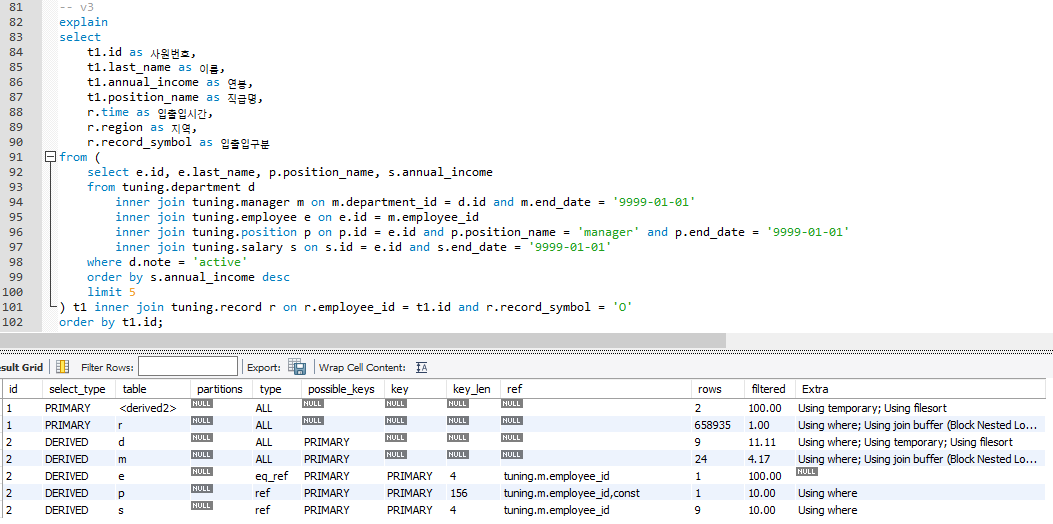 81 -- v3
82 explain
83 select
84 t1.id as 사원번호,
85 t1.last_name as 이름,
86 t1.annual_income as 연봉,
87 t1.position_name as 직급명,
88 r.time as 입출입시간,
89 r.region as 지역,
90 r.record_symbol as 입출입구분
91 from (
92 select e.id, e.last_name, p.position_name, s.annual_income
93 from tuning.department d
94 inner join tuning.manager m on m.department_id = d.id and m.end_date = '9999-01-01'
95 inner join tuning.employee e on e.id = m.employee_id
96 inner join tuning.position p on p.id = e.id and p.position_name = 'manager' and p.end_date = '9999-01-01'
97 inner join tuning.salary s on s.id = e.id and s.end_date = '9999-01-01'
98 where d.note = 'active'
99 order by s.annual_income desc
100 limit 5
101 ) t1 inner join tuning.record r on r.employee_id = t1.id and r.record_symbol = 'O'
102 order by t1.id;
esult Grid Filter Rows: Export: Wrap Cell Content:
id select_type table partitions type possible_keys key key_len ref rows filtered Extra
1 PRIMARY <derived2> NULL ALL NULL NULL NULL NULL 2 100.00 Using temporary; Using filesort
1 PRIMARY r NULL ALL NULL NULL NULL NULL 658935 1.00 Using where; Using join buffer (Block Nested Lo...
2 DERIVED d NULL ALL PRIMARY NULL NULL NULL 9 11.11 Using where; Using temporary; Using filesort
2 DERIVED m NULL ALL PRIMARY NULL NULL NULL 24 4.17 Using where; Using join buffer (Block Nested Lo...
2 DERIVED e NULL eq_ref PRIMARY PRIMARY 4 tuning.m.employee_id 1 100.00 NULL
2 DERIVED p NULL ref PRIMARY PRIMARY 156 tuning.m.employee_id,const 1 10.00 Using where
2 DERIVED s NULL ref PRIMARY PRIMARY 4 tuning.m.employee_id 9 10.00 Using where